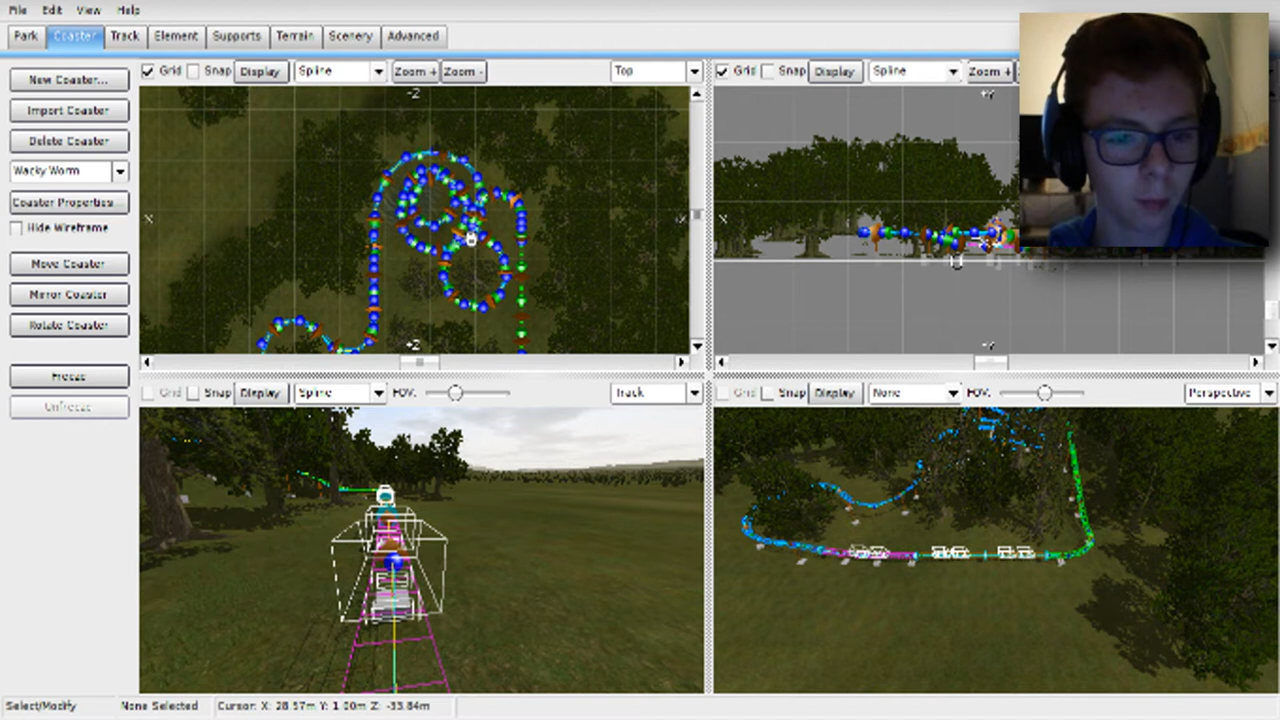 File Edit View Help
Park Coaster Track Element Supports Terrain Scenery Advanced
New Coaster...
Import Coaster
Delete Coaster
Wacky Worm
Coaster Properties...
Hide Wireframe
Move Coaster
Mirror Coaster
Rotate Coaster
Freeze
Unfreeze
Grid Snap Display Spline Zoom + Zoom - Top
-Z
X
+Z
Grid Snap Display Spline Zoom +
+Y
X
-Y
Grid Snap Display Spline FOV: Track
Grid Snap Display None FOV: Perspective
Select/Modify None Selected Cursor: X: 28.57m Y: 1.00m Z: -33.84m